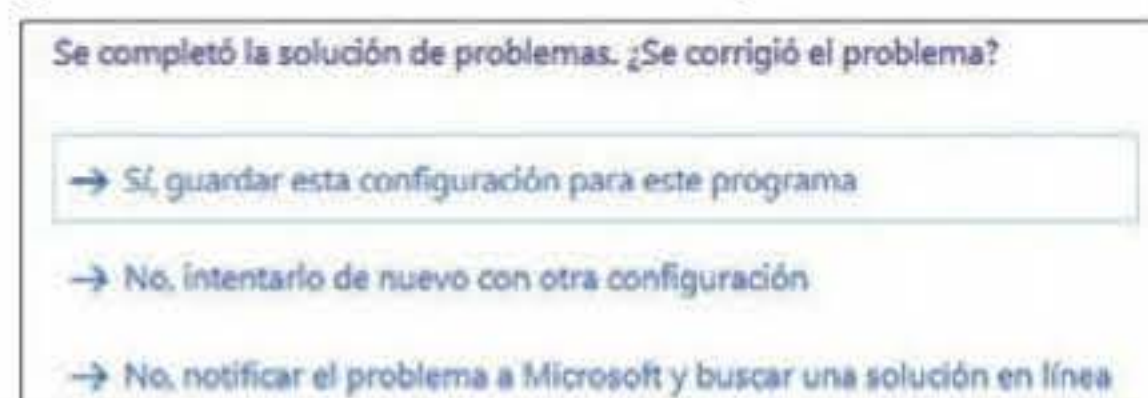 Se completó la solución de problemas. ¿Se corrigió el problema?
→ Sí, guardar esta configuración para este programa
→ No, intentarlo de nuevo con otra configuración
→ No, notificar el problema a Microsoft y buscar una solución en línea